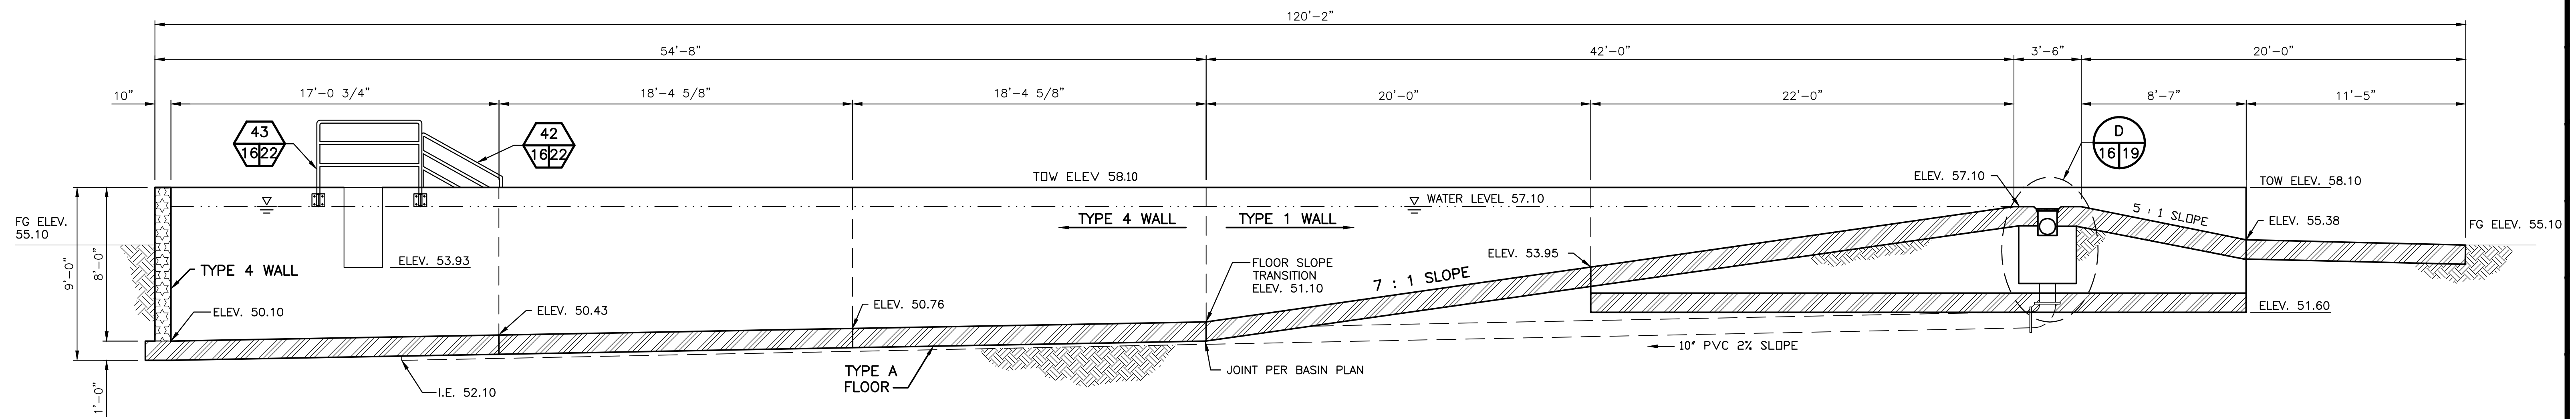 120'-2"
54'-8"
42'-0"
3'-6"
20'-0"
10"
17'-0 3/4"
18'-4 5/8"
18'-4 5/8"
20'-0"
22'-0"
8'-7"
11'-5"
43
16 22
42
16 22
D
16 19
TOW ELEV 58.10
ELEV. 57.10
TOW ELEV. 58.10
WATER LEVEL 57.10
TYPE 4 WALL
TYPE 1 WALL
5 : 1 SLOPE
ELEV. 55.38
FG ELEV.
55.10
FG ELEV. 55.10
9'-0"
8'-0"
TYPE 4 WALL
ELEV. 53.93
FLOOR SLOPE
TRANSITION
ELEV. 51.10
ELEV. 53.95
7 : 1 SLOPE
ELEV. 50.10
ELEV. 50.43
ELEV. 50.76
ELEV. 51.60
10" PVC 2% SLOPE
JOINT PER BASIN PLAN
TYPE A
FLOOR
I.E. 52.10
1'-0"